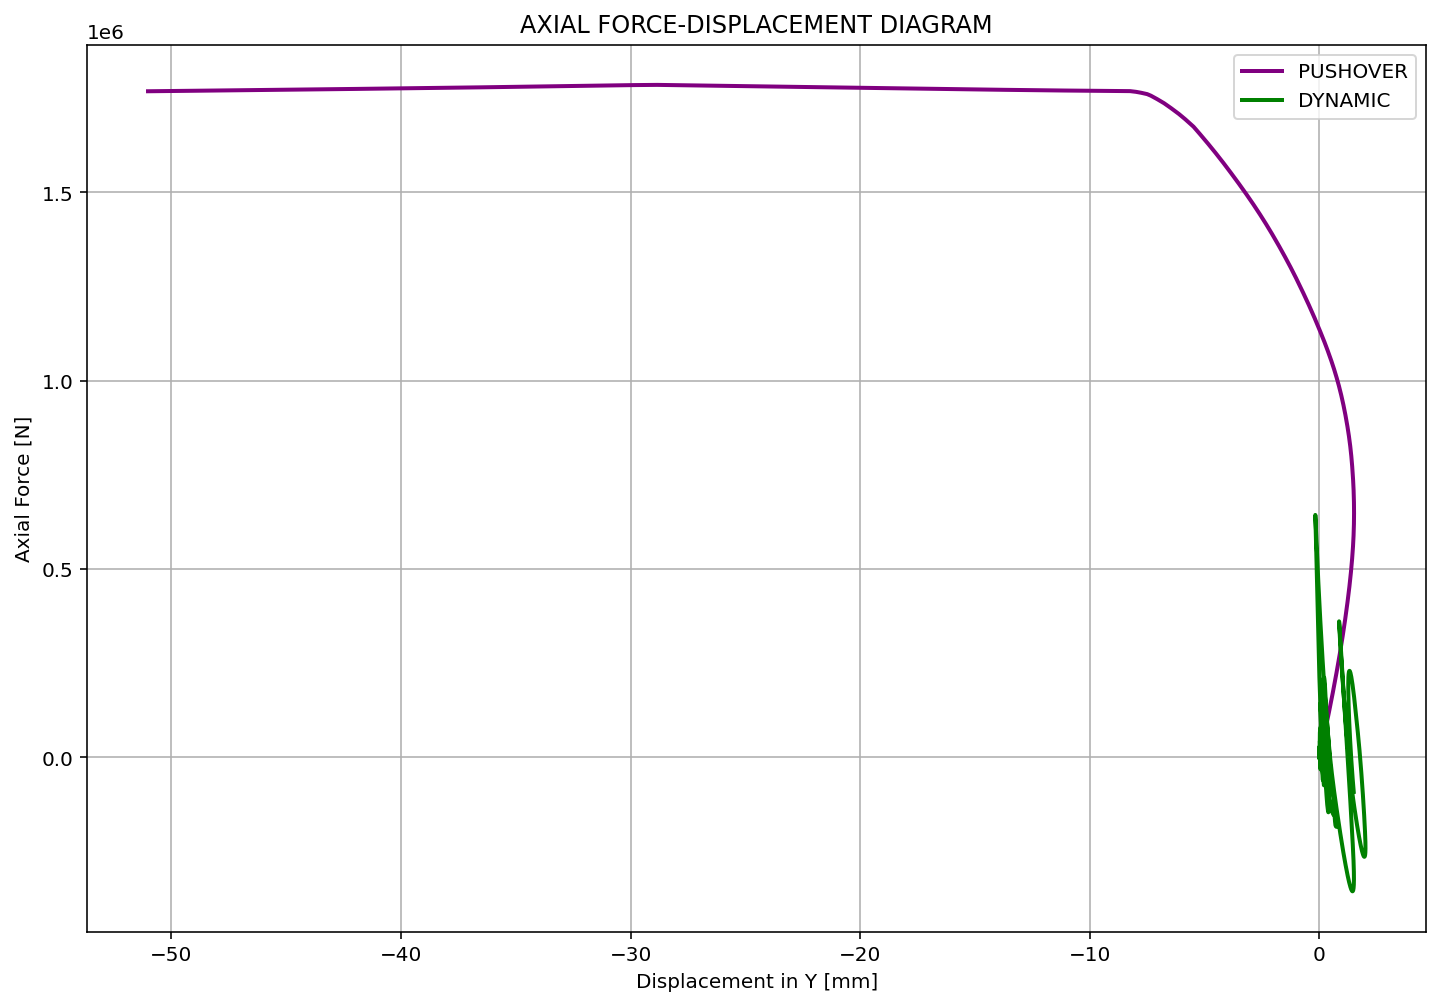 AXIAL FORCE-DISPLACEMENT DIAGRAM
1e6
PUSHOVER
DYNAMIC
1.5
1.0
0.5
0.0
Axial Force [N]
−50 −40 −30 −20 −10 0
Displacement in Y [mm]